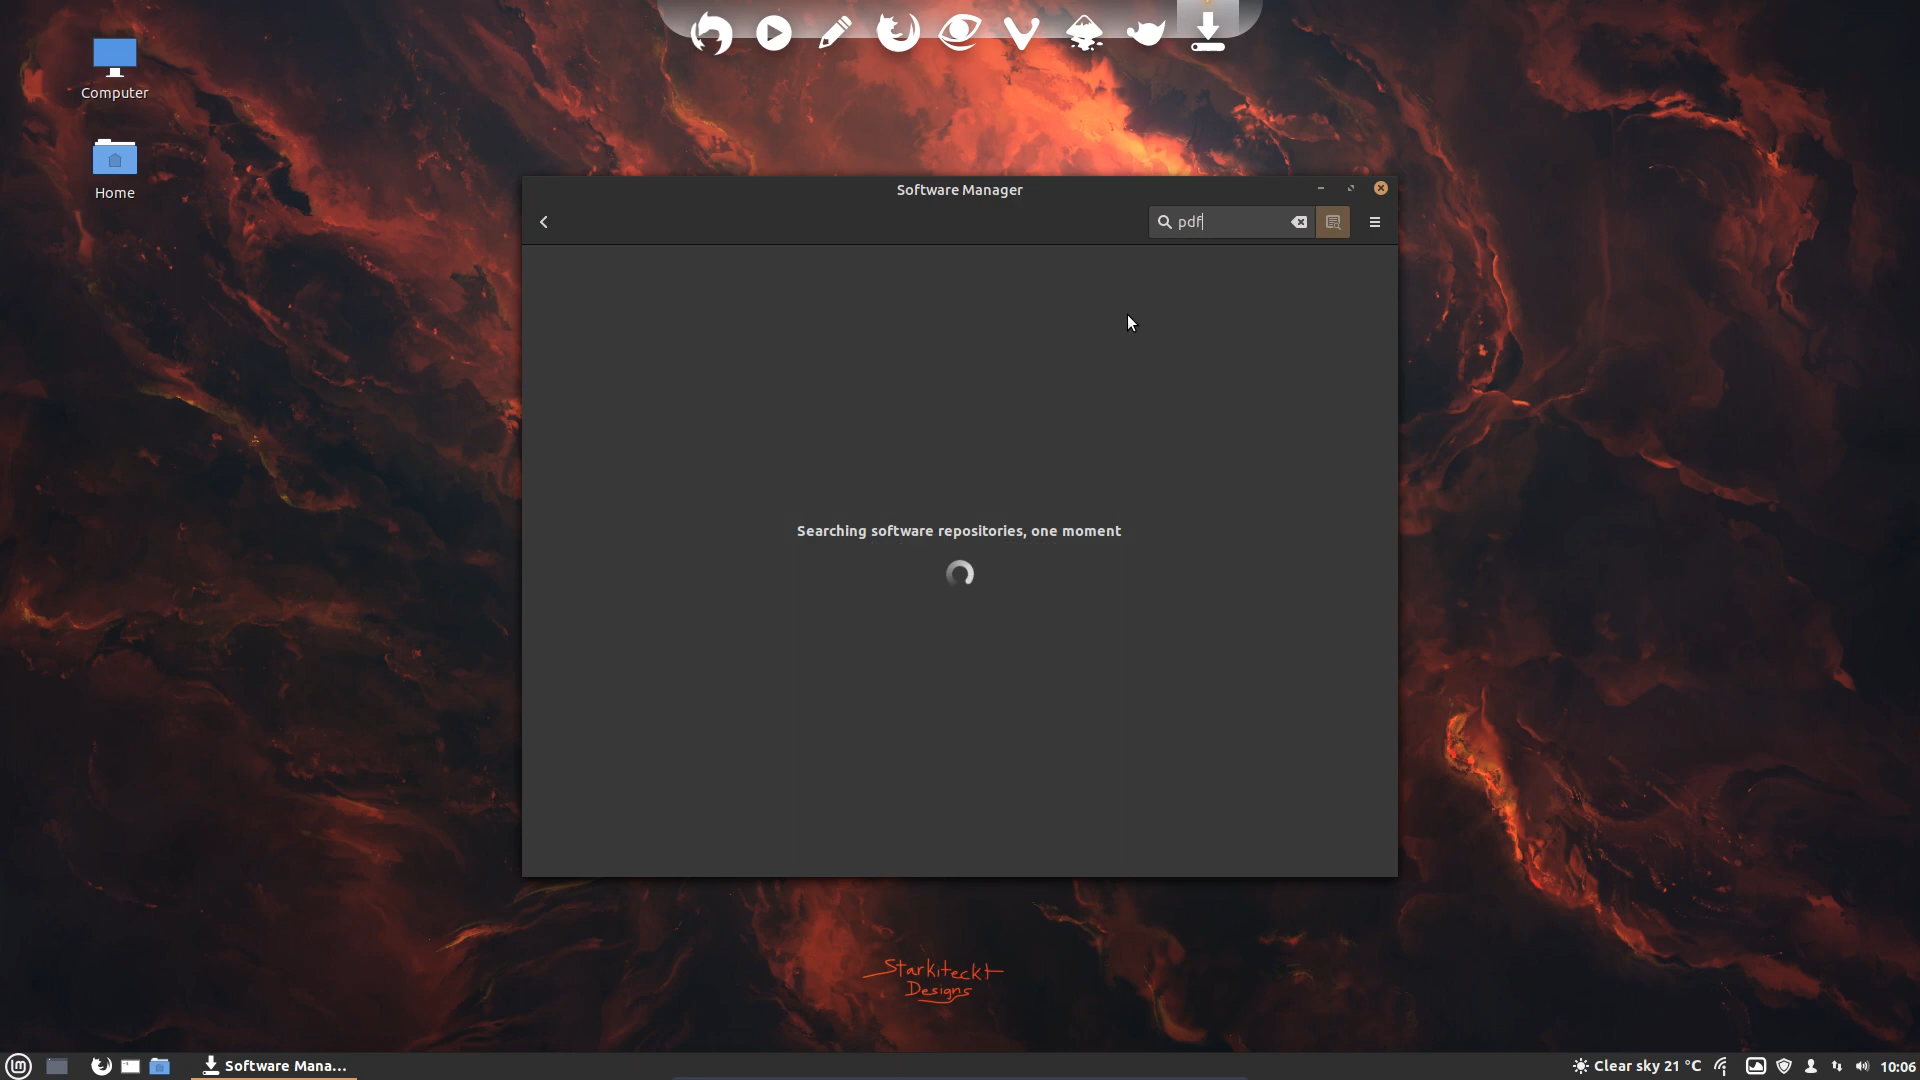 Computer
Home
Software Manager
pdf
Searching software repositories, one moment
Starkiteckt
Designs
Software Mana...
Clear sky 21 °C
10:06